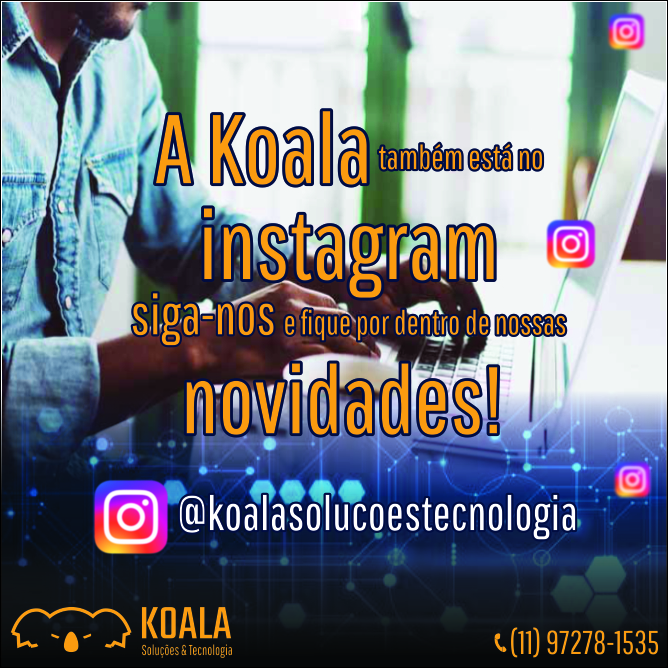 A Koala também está no
instagram
siga-nos e fique por dentro de nossas
novidades!
@koalasolucoestecnologia
KOALA
Soluções & Tecnologia
(11) 97278-1535